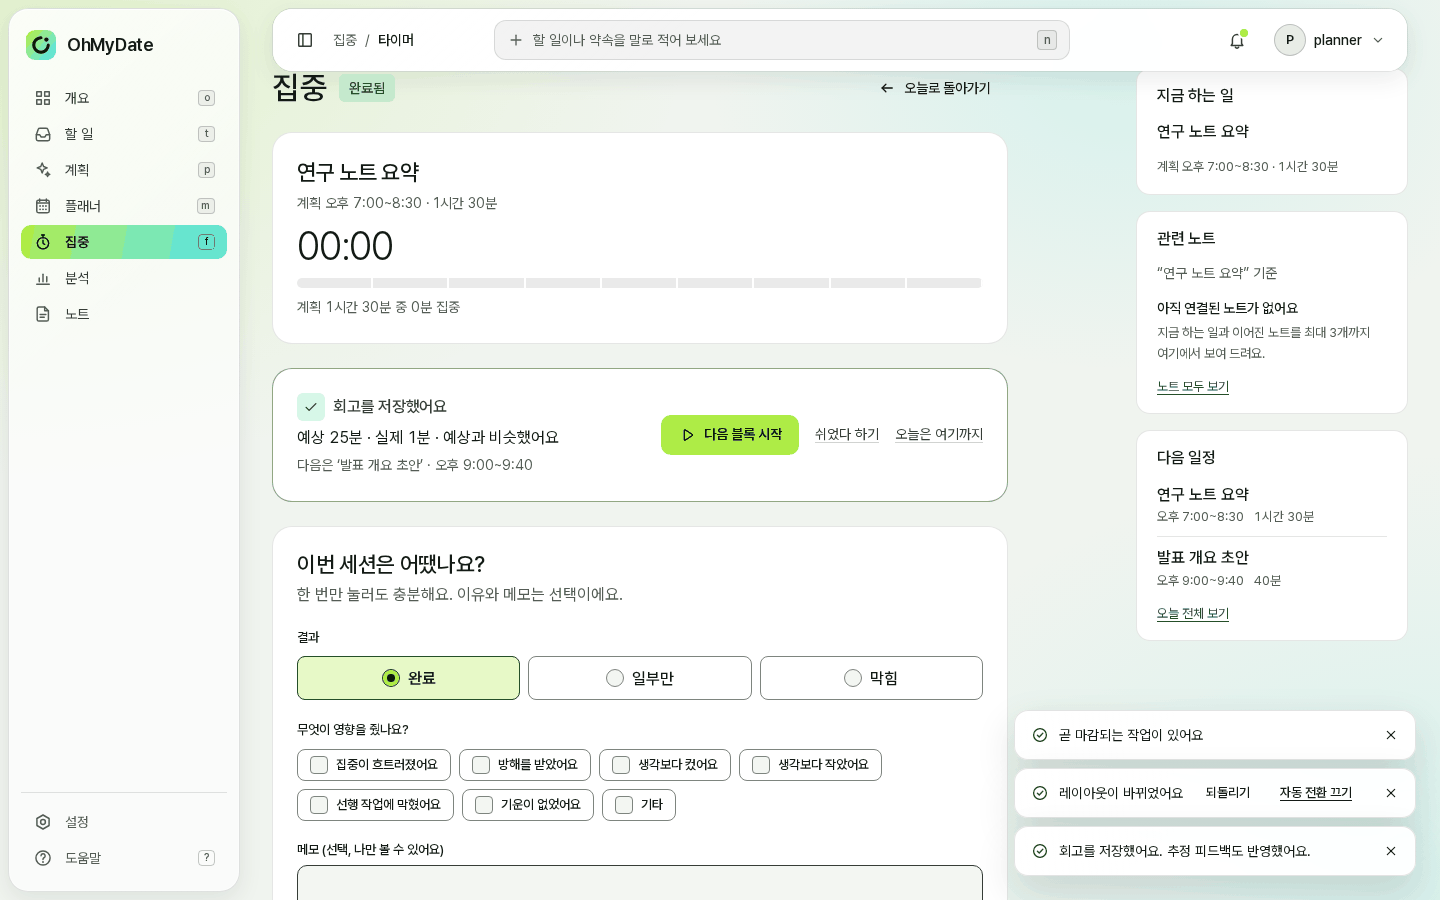 OhMyDate
개요
o
할 일
t
계획
p
플래너
m
집중
f
분석
노트
설정
도움말
?
집중 / 타이머
할 일이나 약속을 말로 적어 보세요
n
P
planner
집중
완료됨
오늘로 돌아가기
연구 노트 요약
계획 오후 7:00~8:30 · 1시간 30분
00:00
계획 1시간 30분 중 0분 집중
회고를 저장했어요
예상 25분 · 실제 1분 · 예상과 비슷했어요
다음은 ‘발표 개요 초안’ · 오후 9:00~9:40
다음 블록 시작
쉬었다 하기
오늘은 여기까지
이번 세션은 어땠나요?
한 번만 눌러도 충분해요. 이유와 메모는 선택이에요.
결과
완료
일부만
막힘
무엇이 영향을 줬나요?
집중이 흐트러졌어요
방해를 받았어요
생각보다 컸어요
생각보다 작았어요
선행 작업에 막혔어요
기운이 없었어요
기타
메모 (선택, 나만 볼 수 있어요)
지금 하는 일
연구 노트 요약
계획 오후 7:00~8:30 · 1시간 30분
관련 노트
“연구 노트 요약” 기준
아직 연결된 노트가 없어요
지금 하는 일과 이어진 노트를 최대 3개까지
여기에서 보여 드려요.
노트 모두 보기
다음 일정
연구 노트 요약
오후 7:00~8:30 1시간 30분
발표 개요 초안
오후 9:00~9:40 40분
오늘 전체 보기
곧 마감되는 작업이 있어요
레이아웃이 바뀌었어요 되돌리기 자동 전환 끄기
회고를 저장했어요. 추정 피드백도 반영했어요.